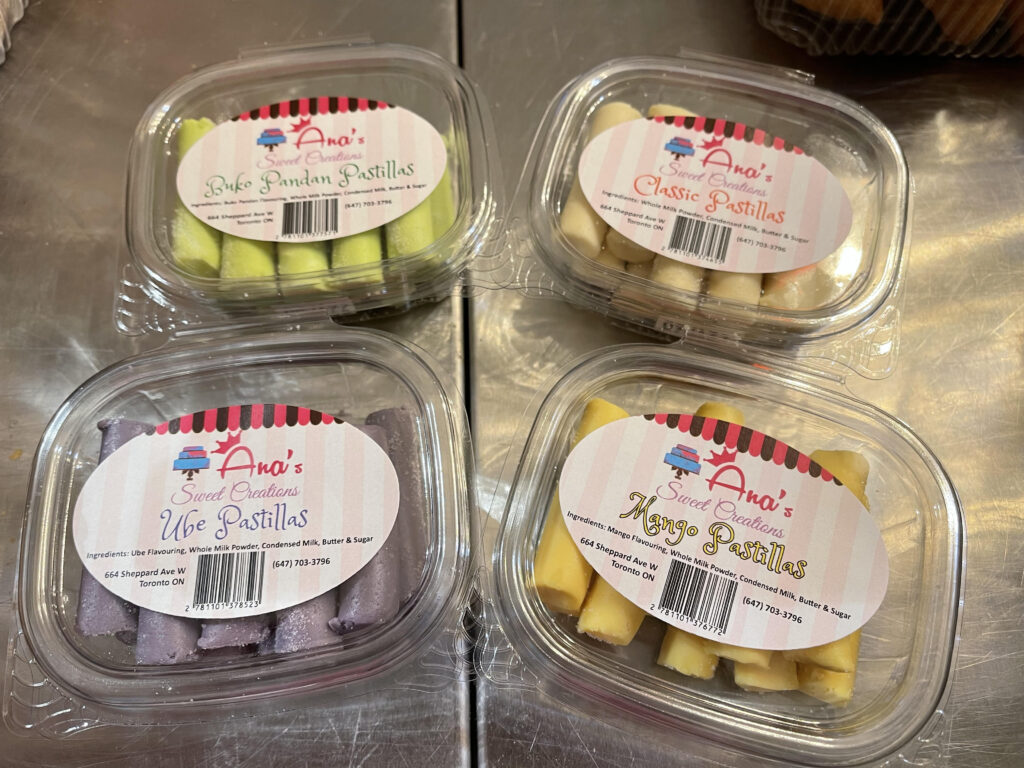 Ana's
Sweet Creations
Buko Pandan Pastillas
Ingredients: Buko Pandan Flavouring, Whole Milk Powder, Condensed Milk, Butter & Sugar
664 Sheppard Ave W
Toronto ON
(647) 703-3796
Ana's
Sweet Creations
Classic Pastillas
Ingredients: Whole Milk Powder, Condensed Milk, Butter & Sugar
664 Sheppard Ave W
Toronto ON
(647) 703-3796
Ana's
Sweet Creations
Ube Pastillas
Ingredients: Ube Flavouring, Whole Milk Powder, Condensed Milk, Butter & Sugar
664 Sheppard Ave W
Toronto ON
(647) 703-3796
2 781101 378523
Ana's
Sweet Creations
Mango Pastillas
Ingredients: Mango Flavouring, Whole Milk Powder, Condensed Milk, Butter & Sugar
664 Sheppard Ave W
Toronto ON
(647) 703-3796
2 781101 376772